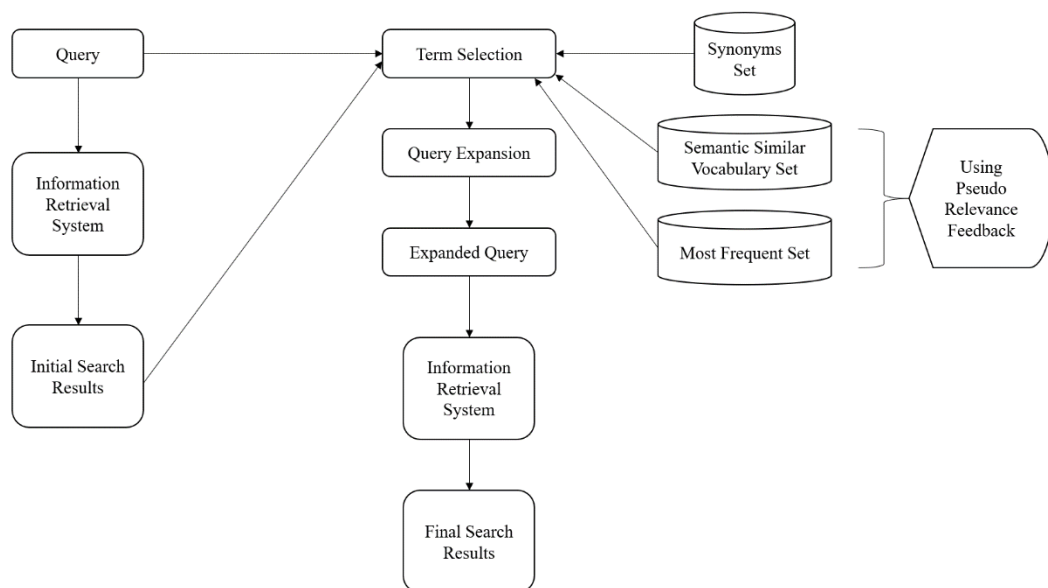 Query
Term Selection
Synonyms
Set
Query Expansion
Semantic Similar
Vocabulary Set
Using
Pseudo
Relevance
Feedback
Information
Retrieval
System
Expanded Query
Most Frequent Set
Initial Search
Results
Information
Retrieval
System
Final Search
Results